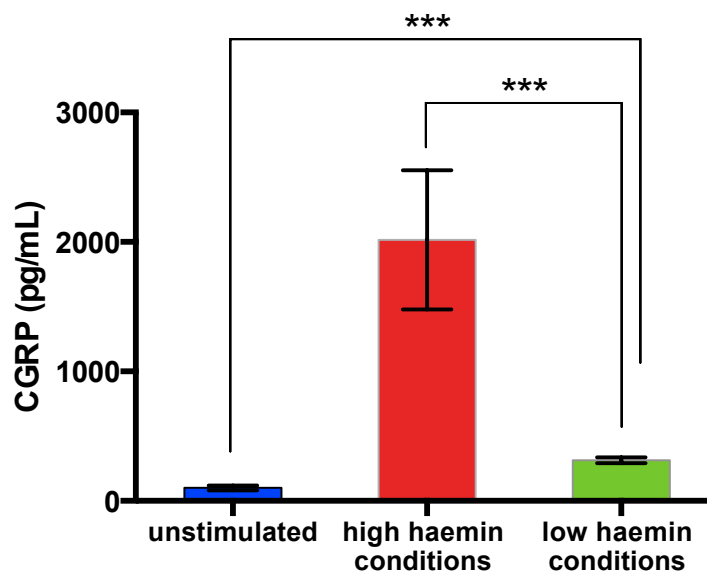 ***
***
3000
2000
1000
0
CGRP (pg/mL)
unstimulated
high haemin
conditions
low haemin
conditions